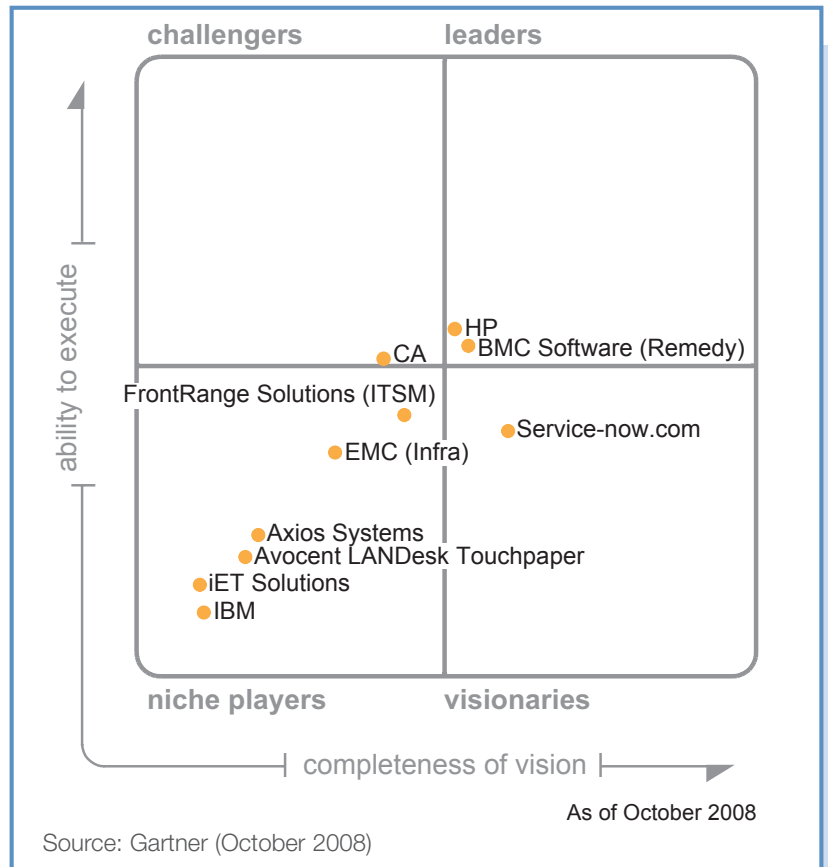 challengers
leaders
ability to execute
HP
BMC Software (Remedy)
CA
FrontRange Solutions (ITSM)
Service-now.com
EMC (Infra)
Axios Systems
Avocent LANDesk Touchpaper
iET Solutions
IBM
niche players
visionaries
completeness of vision
As of October 2008
Source: Gartner (October 2008)